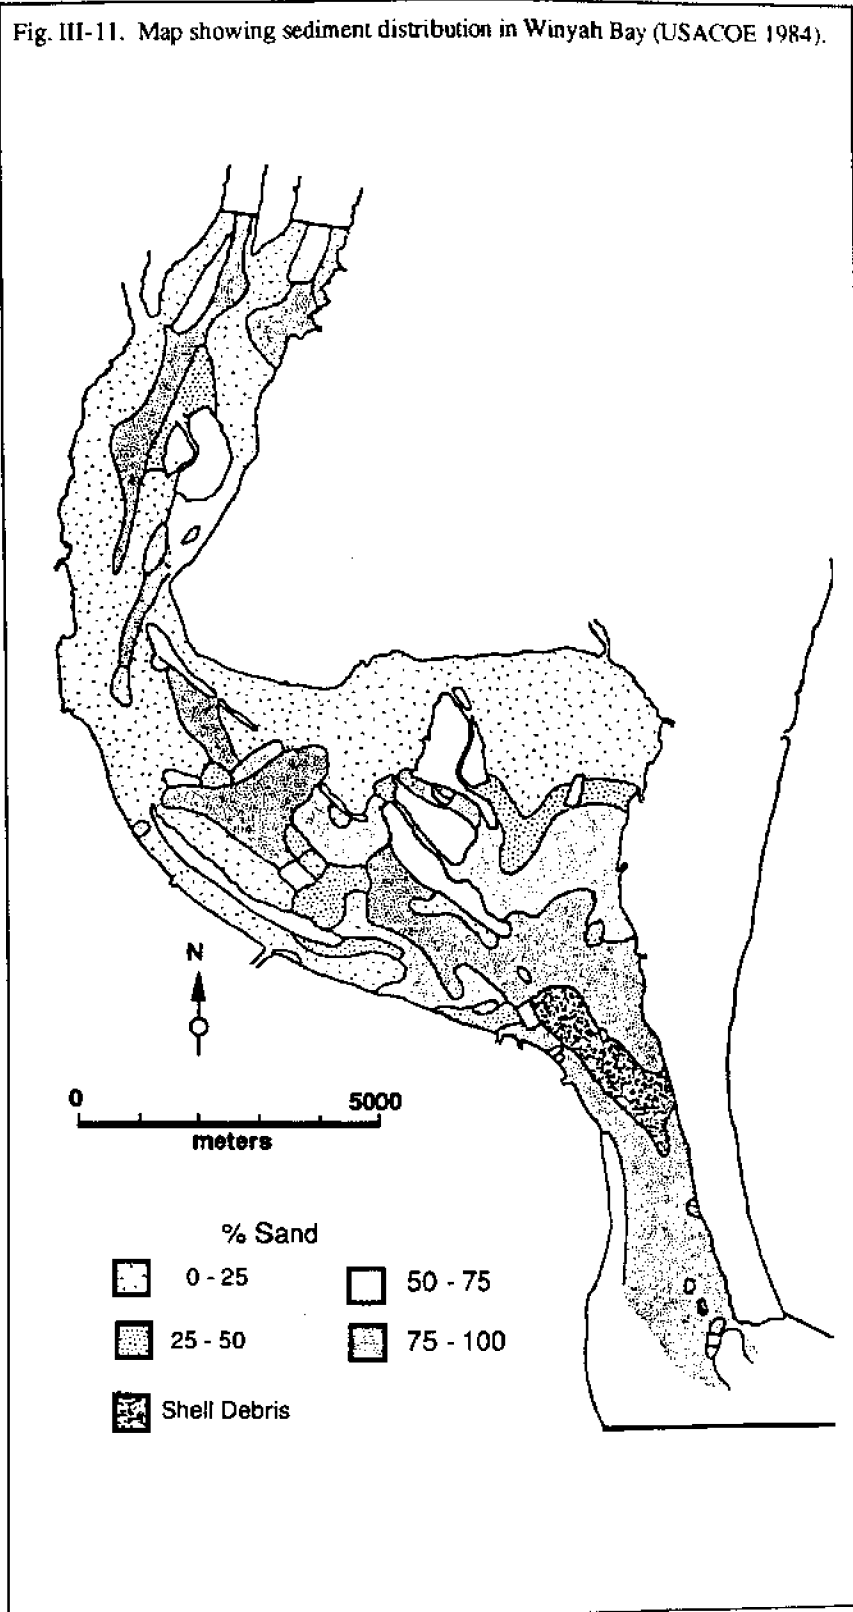 Fig. III-11. Map showing sediment distribution in Winyah Bay (USACOE 1984).
N
0 5000
meters
% Sand
0 - 25 50 - 75
25 - 50 75 - 100
Shell Debris